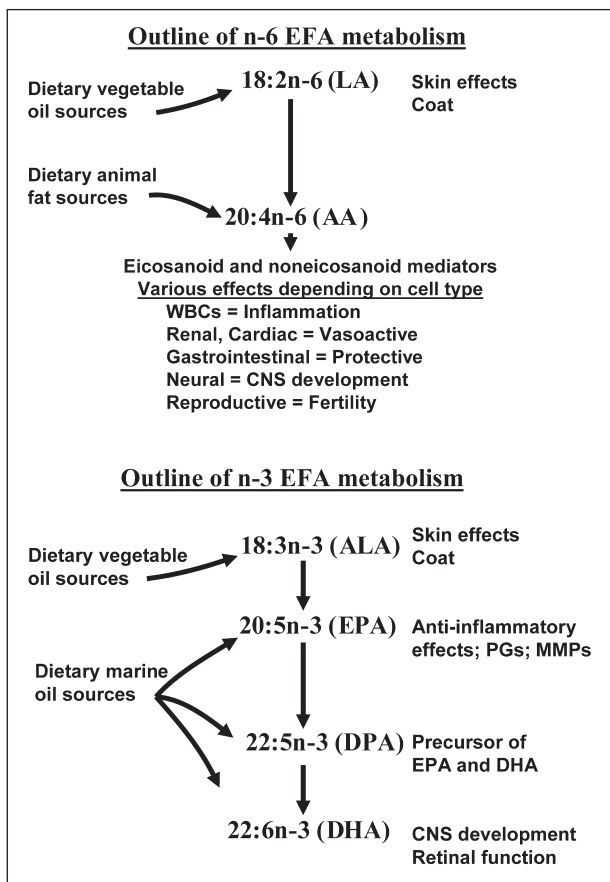 Outline of n-6 EFA metabolism
Dietary vegetable
oil sources
18:2n-6 (LA)
Skin effects
Coat
Dietary animal
fat sources
20:4n-6 (AA)
Eicosanoid and noneicosanoid mediators
Various effects depending on cell type
WBCs = Inflammation
Renal, Cardiac = Vasoactive
Gastrointestinal = Protective
Neural = CNS development
Reproductive = Fertility
Outline of n-3 EFA metabolism
Dietary vegetable
oil sources
18:3n-3 (ALA)
Skin effects
Coat
20:5n-3 (EPA)
Anti-inflammatory
effects; PGs; MMPs
Dietary marine
oil sources
22:5n-3 (DPA)
Precursor of
EPA and DHA
22:6n-3 (DHA)
CNS development
Retinal function